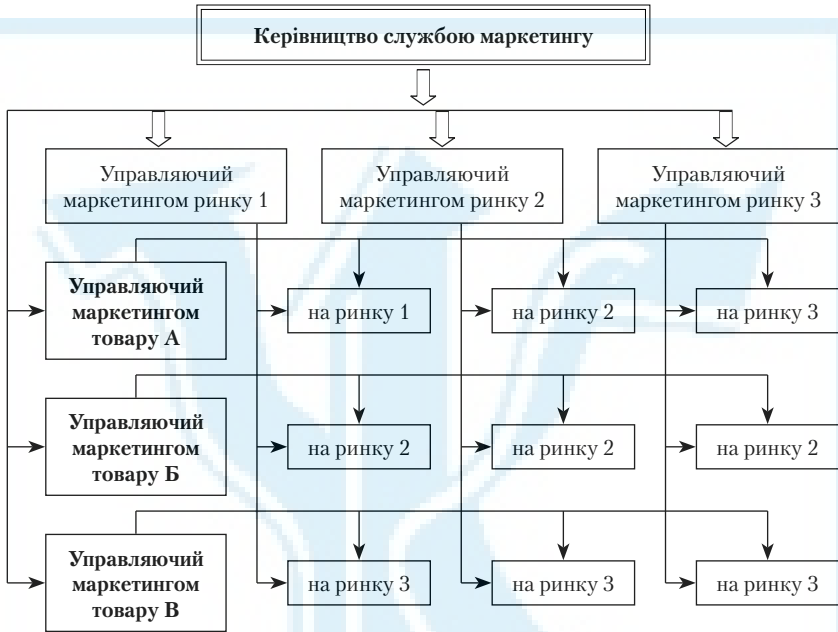 Керівництво службою маркетингу
Управляючий
маркетингом ринку 1
Управляючий
маркетингом ринку 2
Управляючий
маркетингом ринку 3
Управляючий
маркетингом
товару А
на ринку 1
на ринку 2
на ринку 3
Управляючий
маркетингом
товару Б
на ринку 2
на ринку 2
на ринку 2
Управляючий
маркетингом
товару В
на ринку 3
на ринку 3
на ринку 3